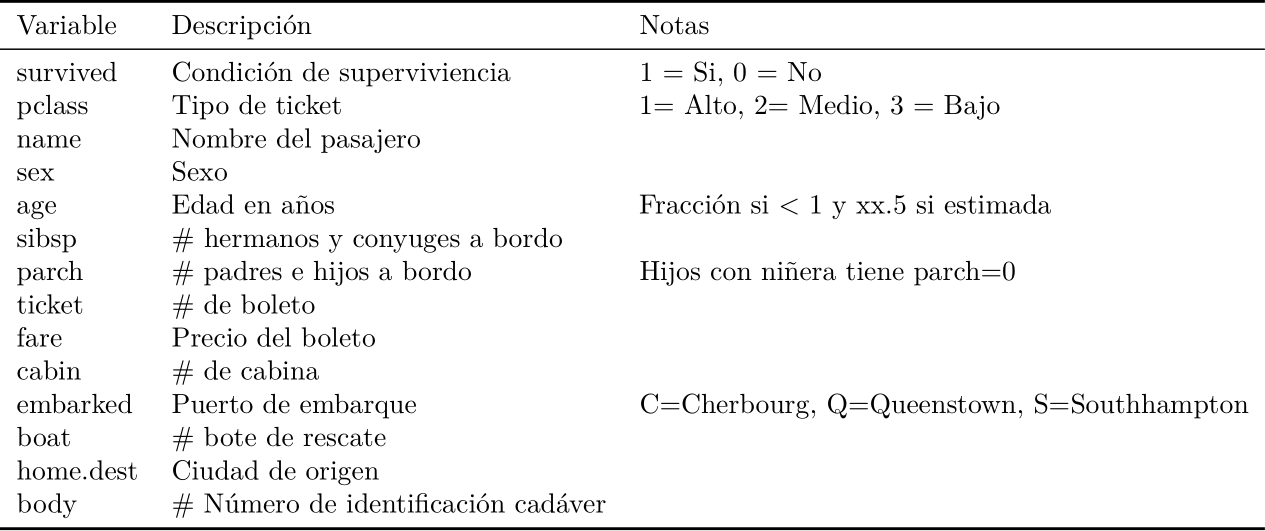 Variable Descripción Notas
survived Condición de superviviencia 1 = Si, 0 = No
pclass Tipo de ticket 1= Alto, 2= Medio, 3 = Bajo
name Nombre del pasajero
sex Sexo
age Edad en años Fracción si < 1 y xx.5 si estimada
sibsp # hermanos y conyuges a bordo
parch # padres e hijos a bordo Hijos con niñera tiene parch=0
ticket # de boleto
fare Precio del boleto
cabin # de cabina
embarked Puerto de embarque C=Cherbourg, Q=Queenstown, S=Southhampton
boat # bote de rescate
home.dest Ciudad de origen
body # Número de identificación cadáver